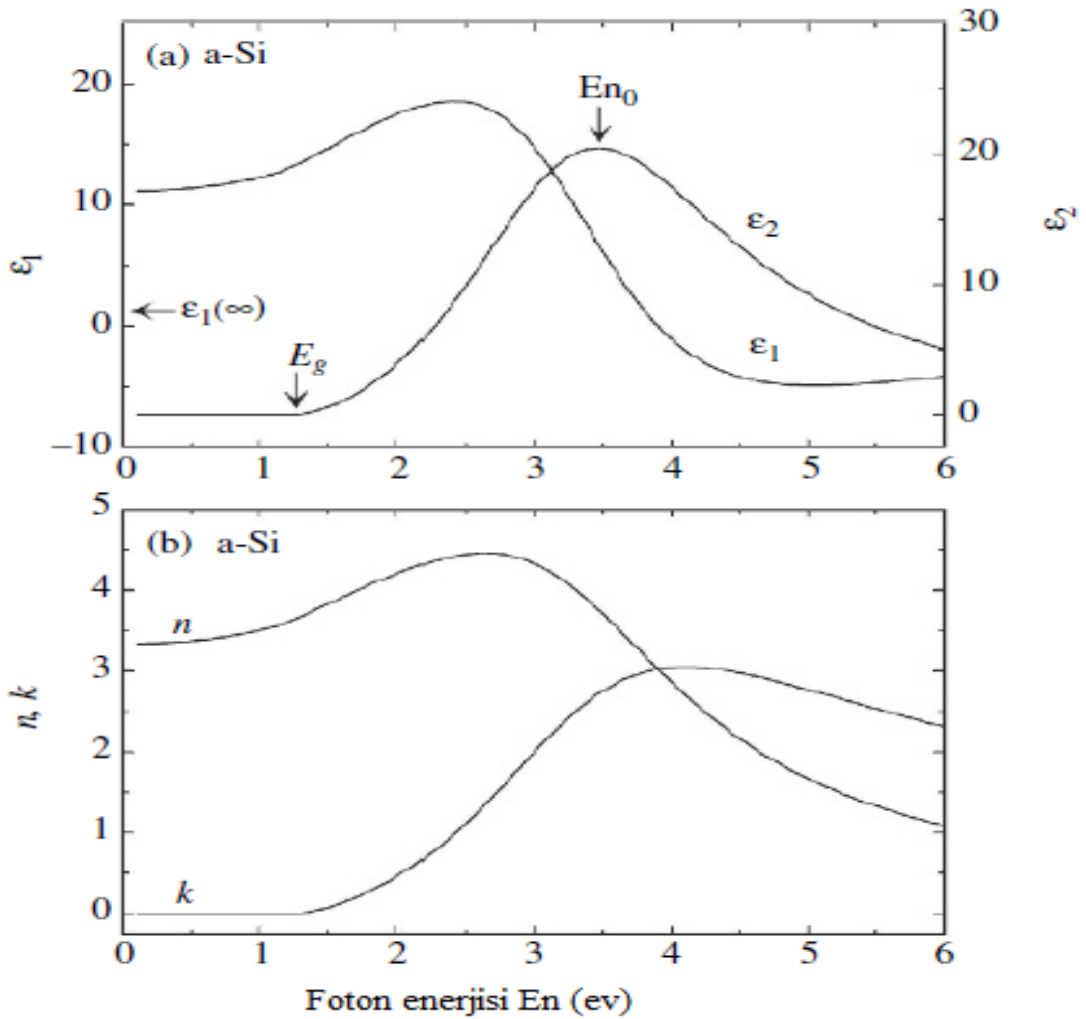 (a) a-Si
En₀
ε₂
ε₁
ε₁(∞)
E_g
ε₁
20
10
0
–10
ε₂
30
20
10
0
0 1 2 3 4 5 6
(b) a-Si
n
k
n, k
5
4
3
2
1
0
0 1 2 3 4 5 6
Foton enerjisi En (ev)